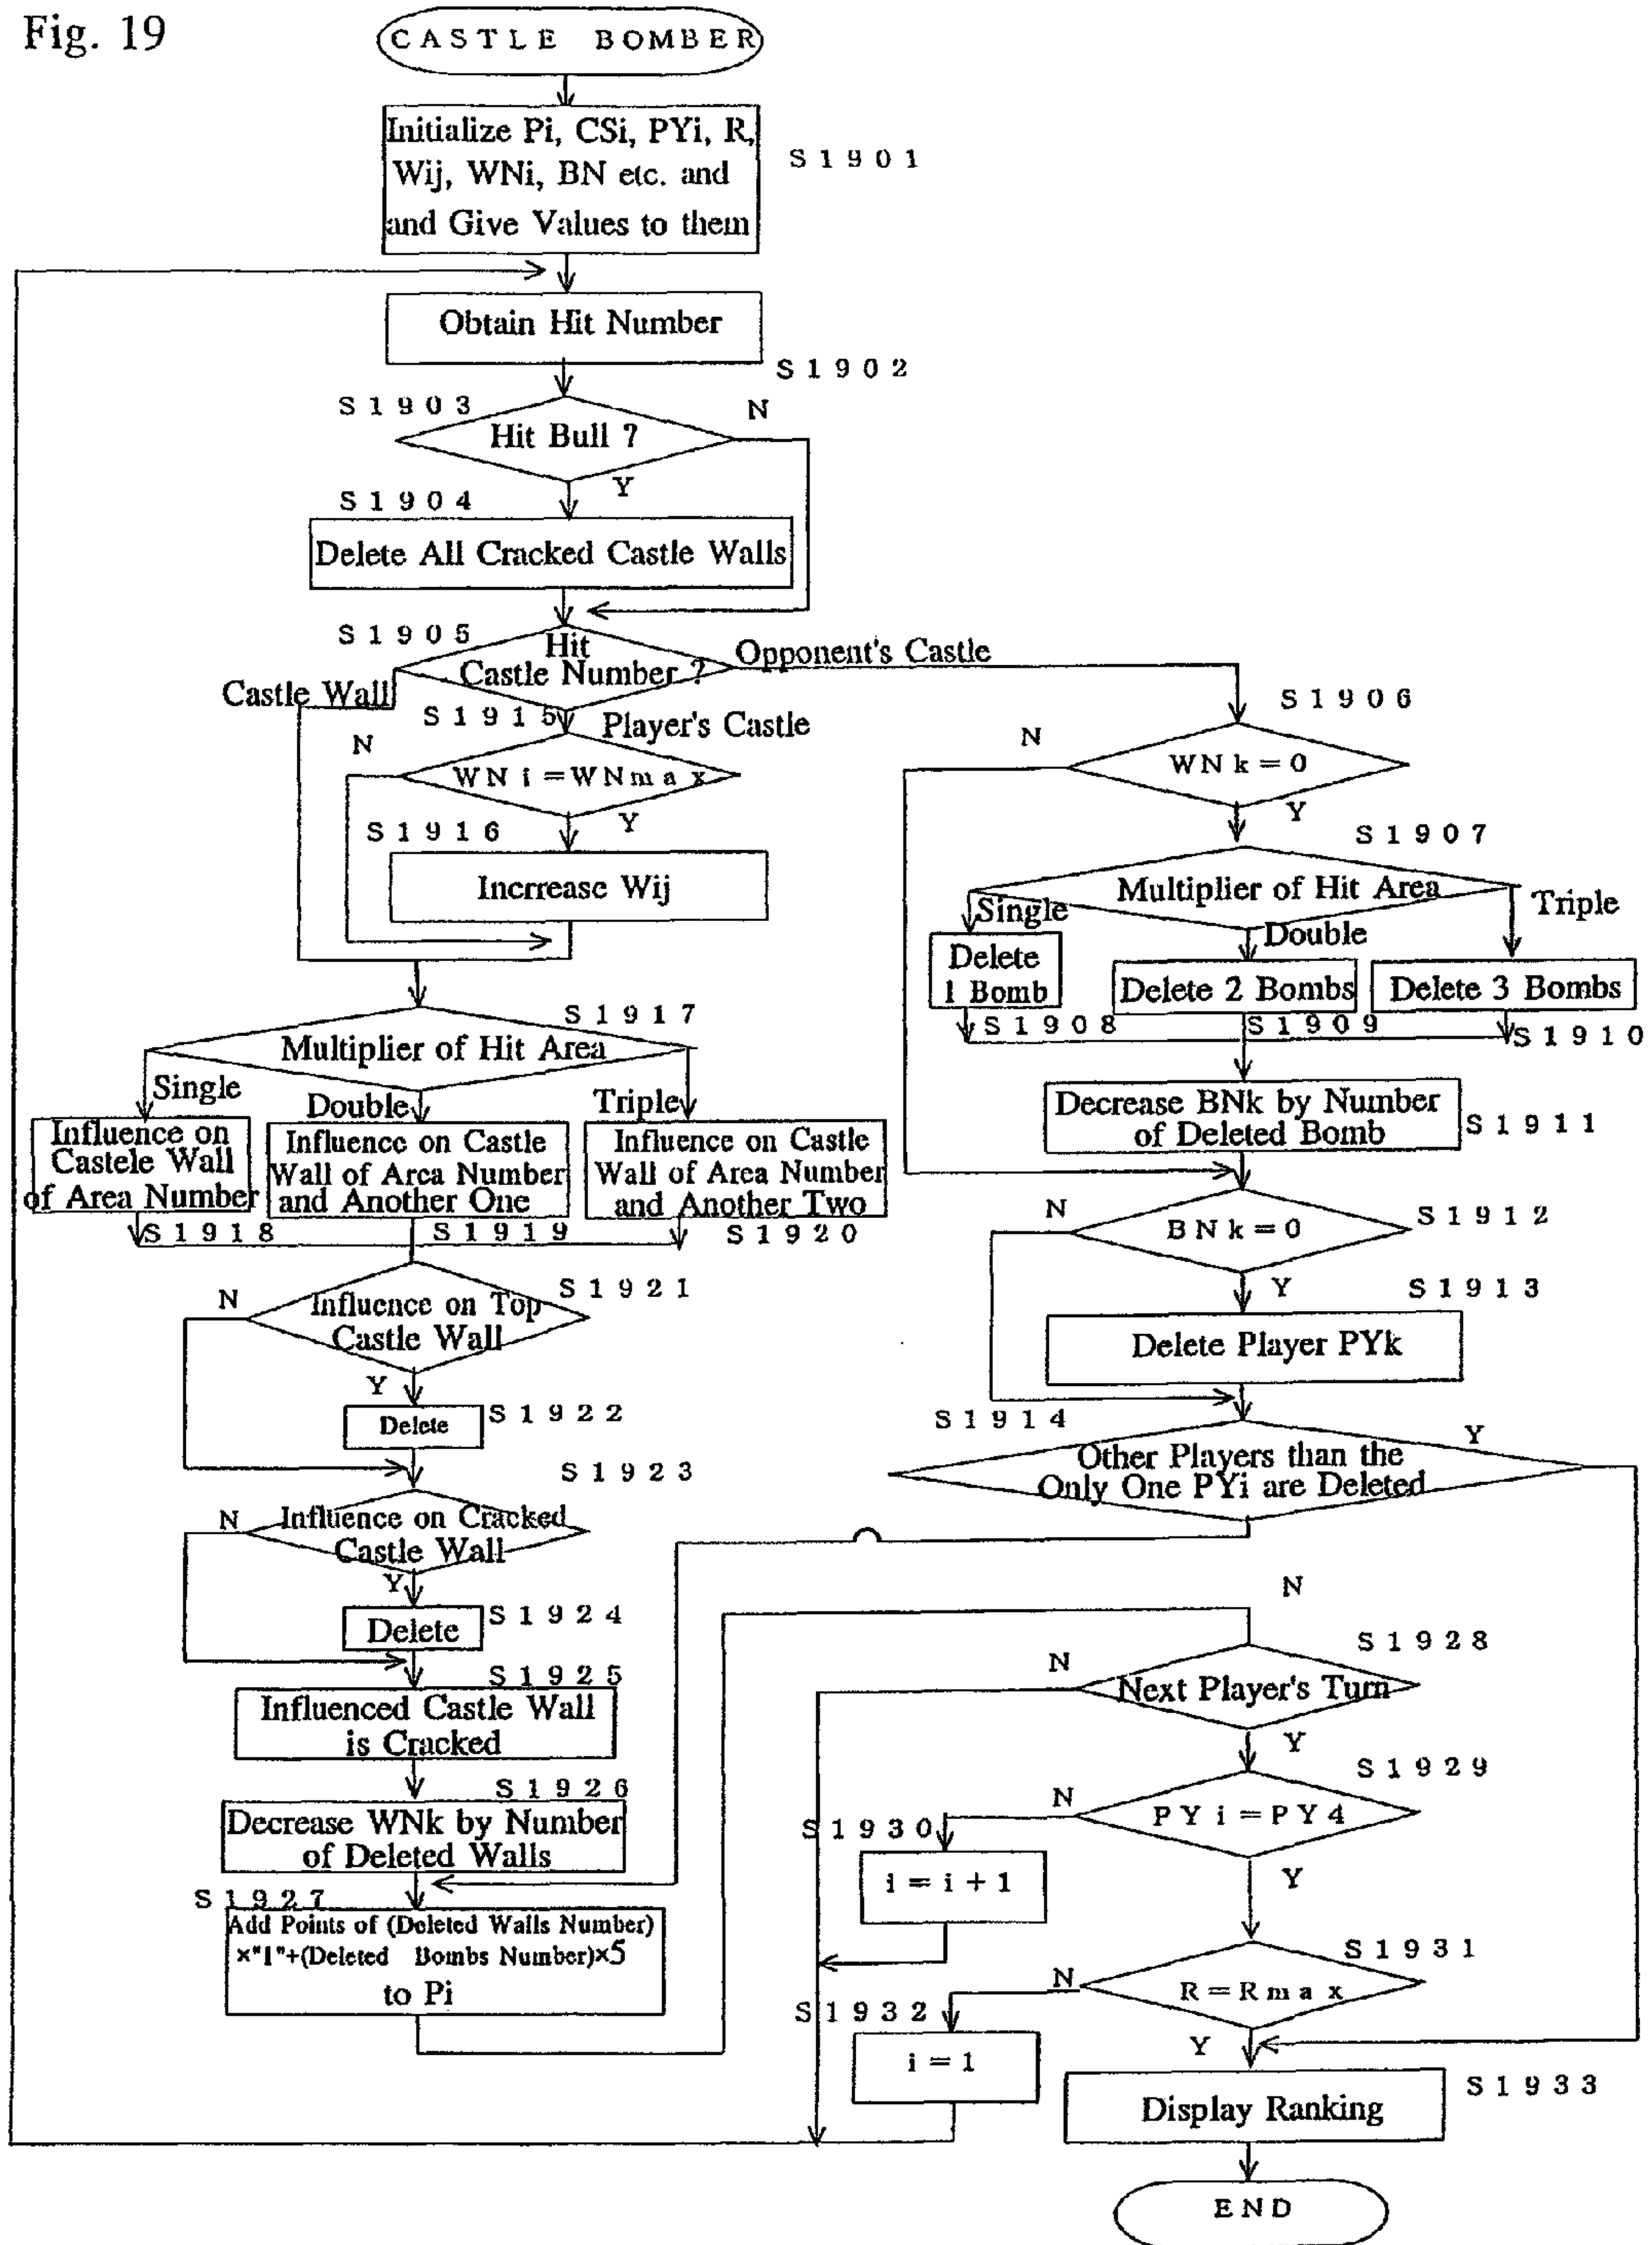 Fig. 19
CASTLE BOMBER
Initialize Pi, CSi, PYi, R,
Wij, WNi, BN etc. and
and Give Values to them
S1901
Obtain Hit Number
S1902
S1903
Hit Bull ?
N
Y
S1904
Delete All Cracked Castle Walls
S1905
Hit
Castle Number ?
Opponent's Castle
Castle Wall
S1915
Player's Castle
N
WNi=WNmax
Y
S1916
Incrrease Wij
S1906
N
WNk=0
Y
S1907
Multiplier of Hit Area
Single
Double
Triple
Delete
1 Bomb
Delete 2 Bombs
Delete 3 Bombs
S1908
S1909
S1910
Decrease BNk by Number
of Deleted Bomb
S1911
N
BNk=0
S1912
Y
S1913
Delete Player PYk
S1914
Other Players than the
Only One PYi are Deleted
Y
N
S1917
Multiplier of Hit Area
Single
Double
Triple
Influence on
Castele Wall
of Area Number
Influence on Castle
Wall of Area Number
and Another One
Influence on Castle
Wall of Area Number
and Another Two
S1918
S1919
S1920
S1921
N
Influence on Top
Castle Wall
Y
Delete
S1922
S1923
N
Influence on Cracked
Castle Wall
Y
Delete
S1924
S1925
Influenced Castle Wall
is Cracked
S1926
Decrease WNk by Number
of Deleted Walls
S1927
Add Points of (Deleted Walls Number)
×"1"+(Deleted Bombs Number)×5
to Pi
S1928
N
Next Player's Turn
Y
S1929
N
PYi=PY4
Y
S1930
i=i+1
S1931
N
R=Rmax
Y
S1932
i=1
Display Ranking
S1933
END